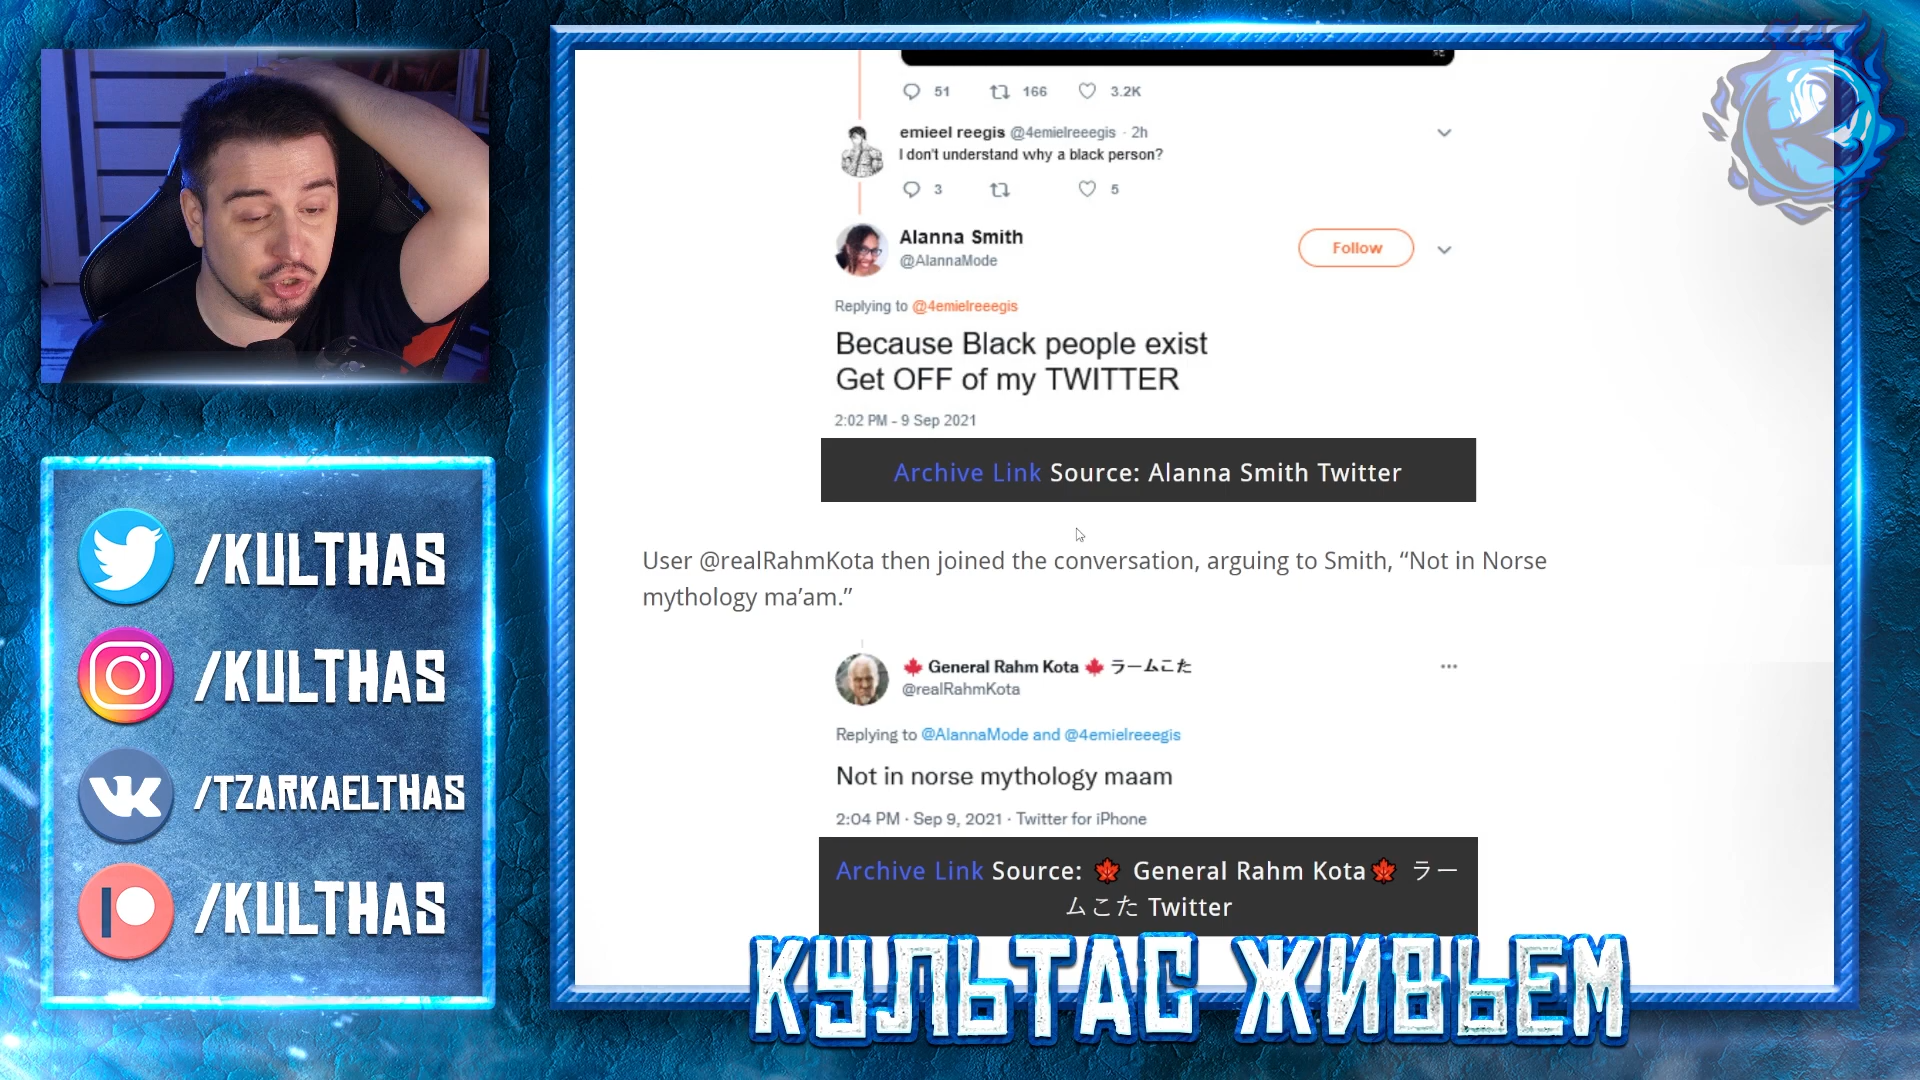 51 166 3.2K
emieel reegis @4emielreeegis · 2h
I don't understand why a black person?
3 5
Alanna Smith
@AlannaMode
Follow
Replying to @4emielreeegis
Because Black people exist
Get OFF of my TWITTER
2:02 PM - 9 Sep 2021
Archive Link Source: Alanna Smith Twitter
User @realRahmKota then joined the conversation, arguing to Smith, “Not in Norse
mythology ma’am.”
🍁 General Rahm Kota 🍁 ラームこた
@realRahmKota
Replying to @AlannaMode and @4emielreeegis
Not in norse mythology maam
2:04 PM · Sep 9, 2021 · Twitter for iPhone
Archive Link Source: 🍁 General Rahm Kota🍁 ラー
ムこた Twitter
/KULTHAS
/KULTHAS
/TZARKAELTHAS
/KULTHAS
КУЛЬТАС ЖИВЬЕМ